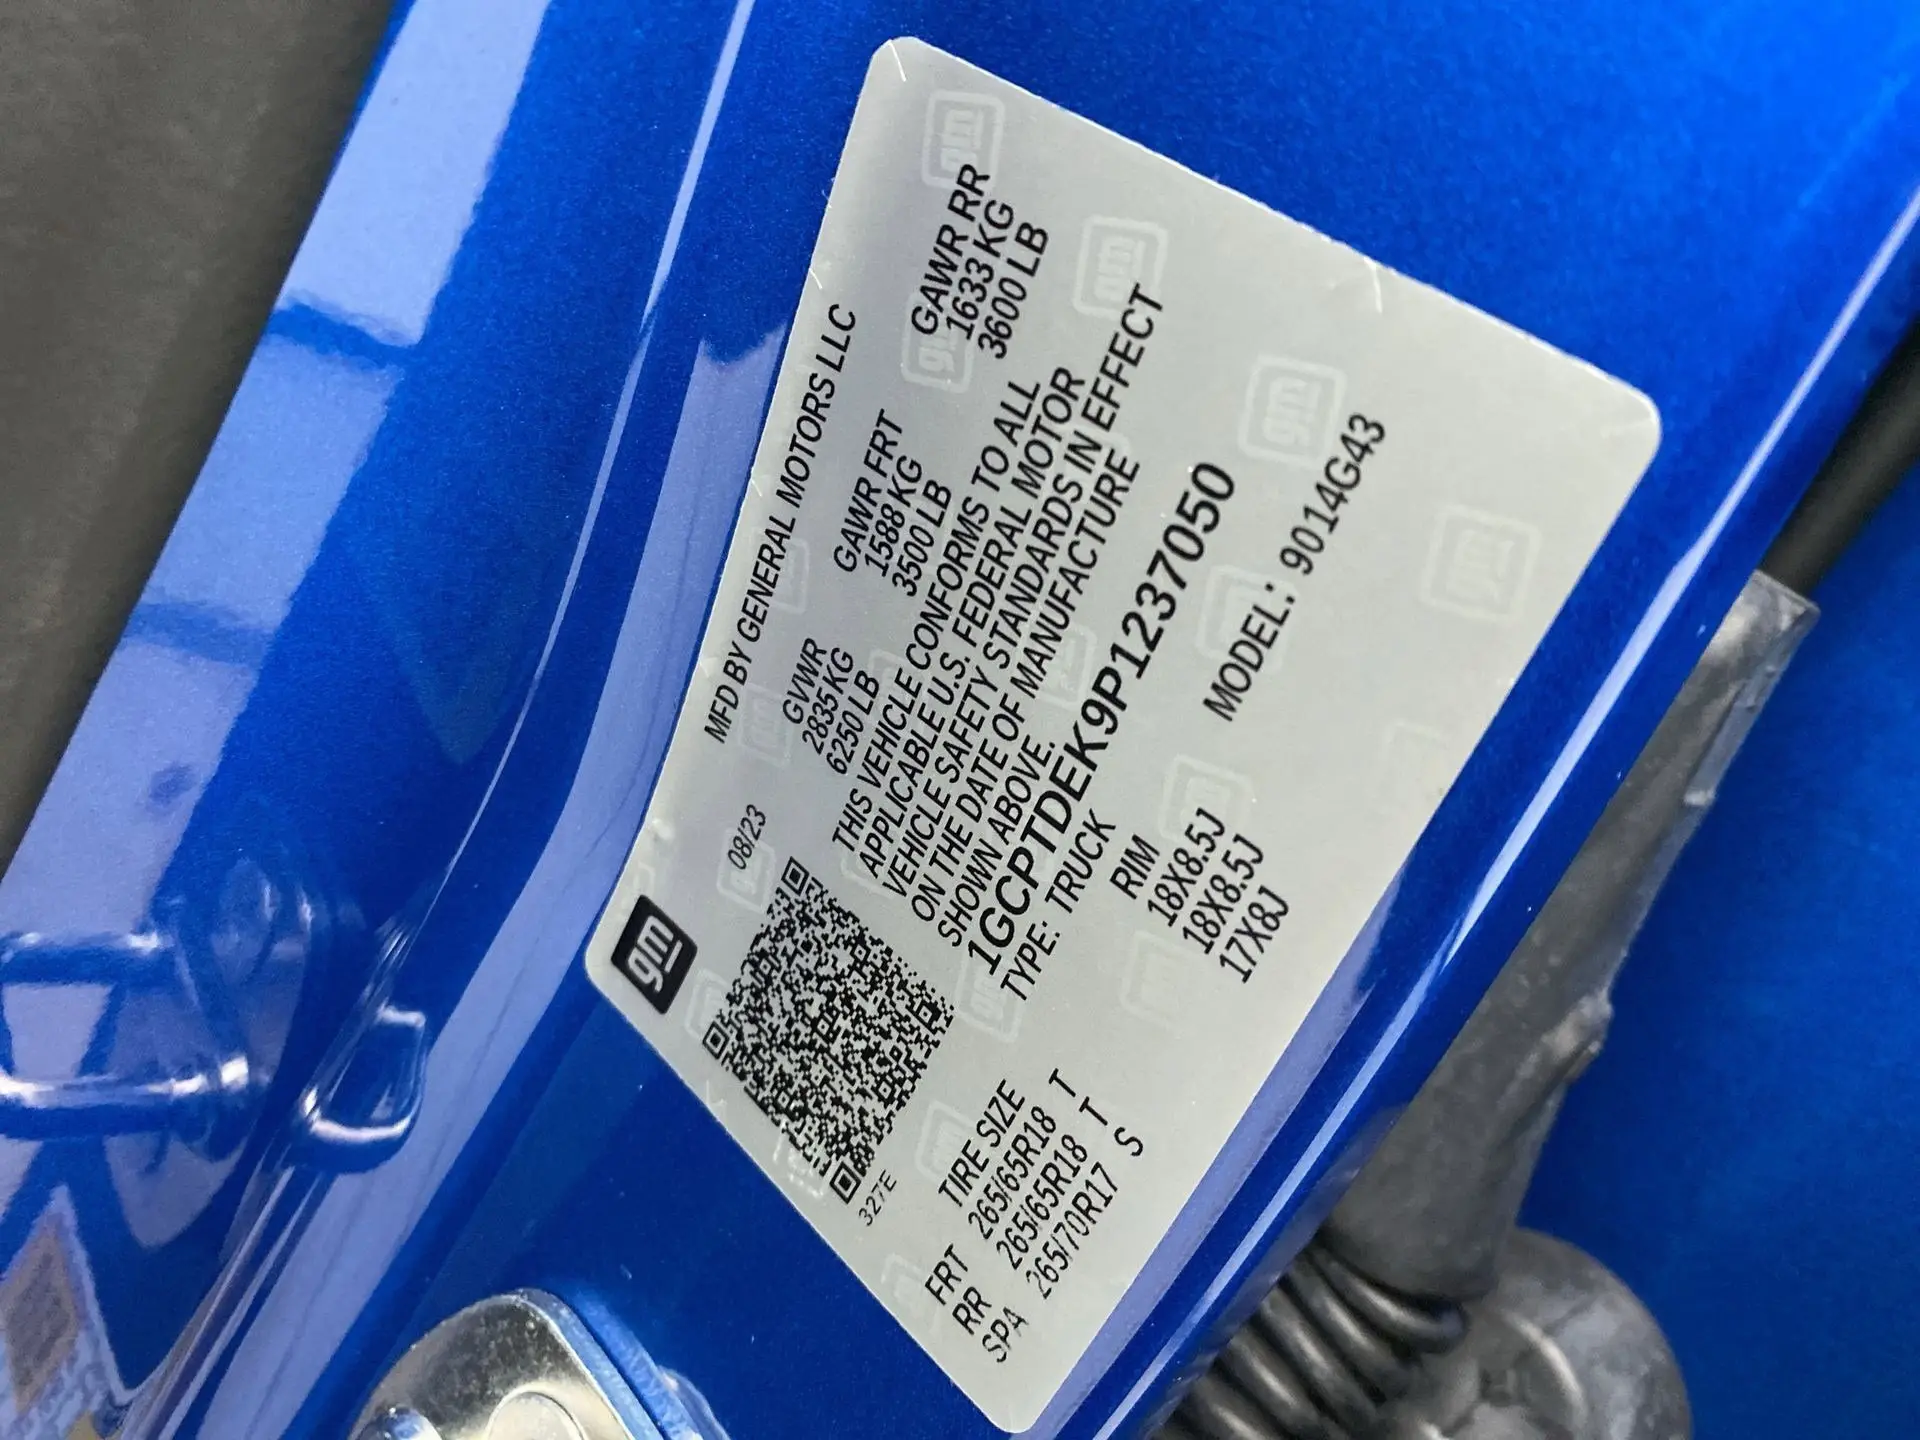 gm
MFD BY GENERAL MOTORS LLC
08/23
GVWR GAWR FRT GAWR RR
2835 KG 1588 KG 1633 KG
6250 LB 3500 LB 3600 LB
THIS VEHICLE CONFORMS TO ALL
APPLICABLE U.S. FEDERAL MOTOR
VEHICLE SAFETY STANDARDS IN EFFECT
ON THE DATE OF MANUFACTURE
SHOWN ABOVE.
327E
1GCPTDEK9P1237050
TYPE: TRUCK MODEL: 9014G43
TIRE SIZE RIM
FRT 265/65R18 T 18X8.5J
RR 265/65R18 T 18X8.5J
SPA 265/70R17 S 17X8J